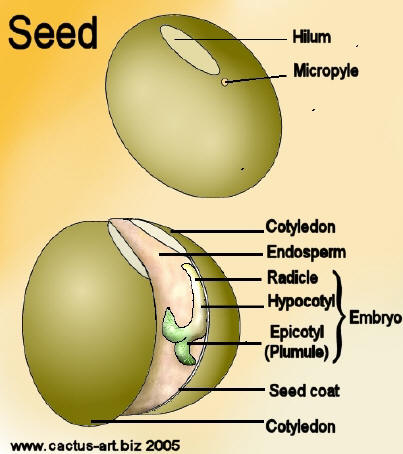 Seed
Hilum
Micropyle
Cotyledon
Endosperm
Radicle
Hypocotyl
Embryo
Epicotyl
(Plumule)
Seed coat
Cotyledon
www.cactus-art.biz 2005